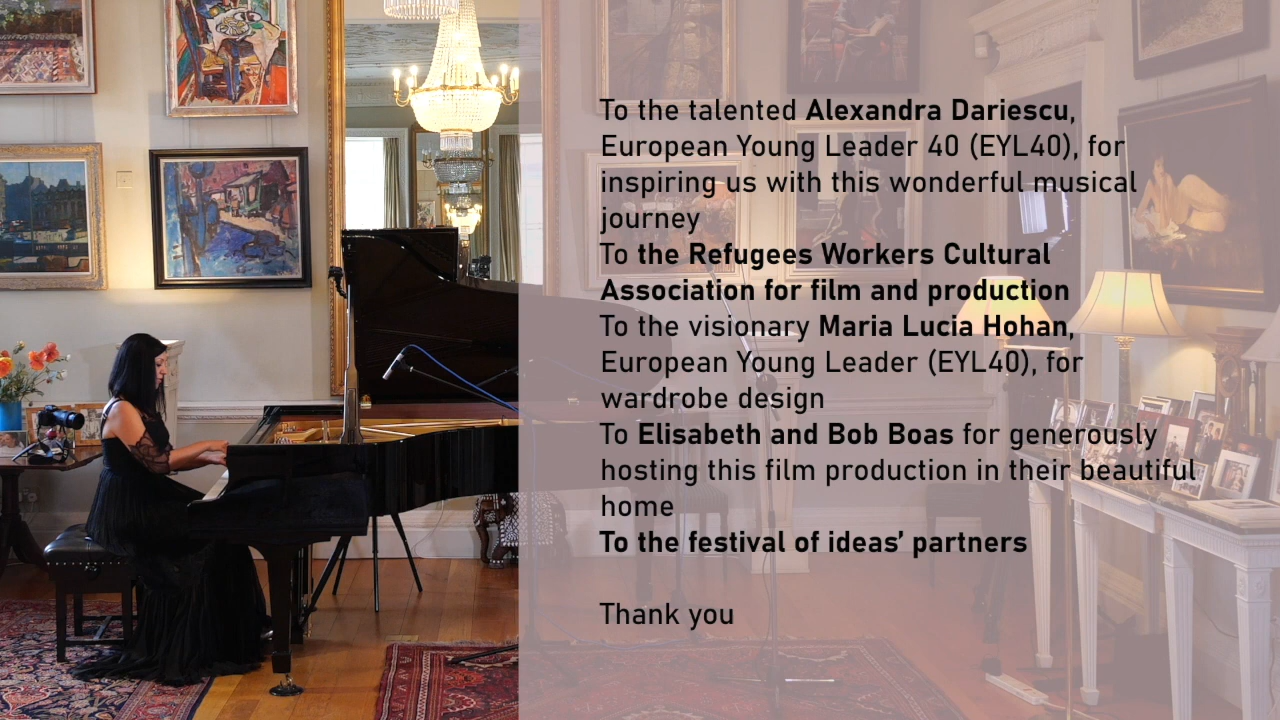 To the talented Alexandra Dariescu,
European Young Leader 40 (EYL40), for
inspiring us with this wonderful musical
journey
To the Refugees Workers Cultural
Association for film and production
To the visionary Maria Lucia Hohan,
European Young Leader (EYL40), for
wardrobe design
To Elisabeth and Bob Boas for generously
hosting this film production in their beautiful
home
To the festival of ideas’ partners
Thank you